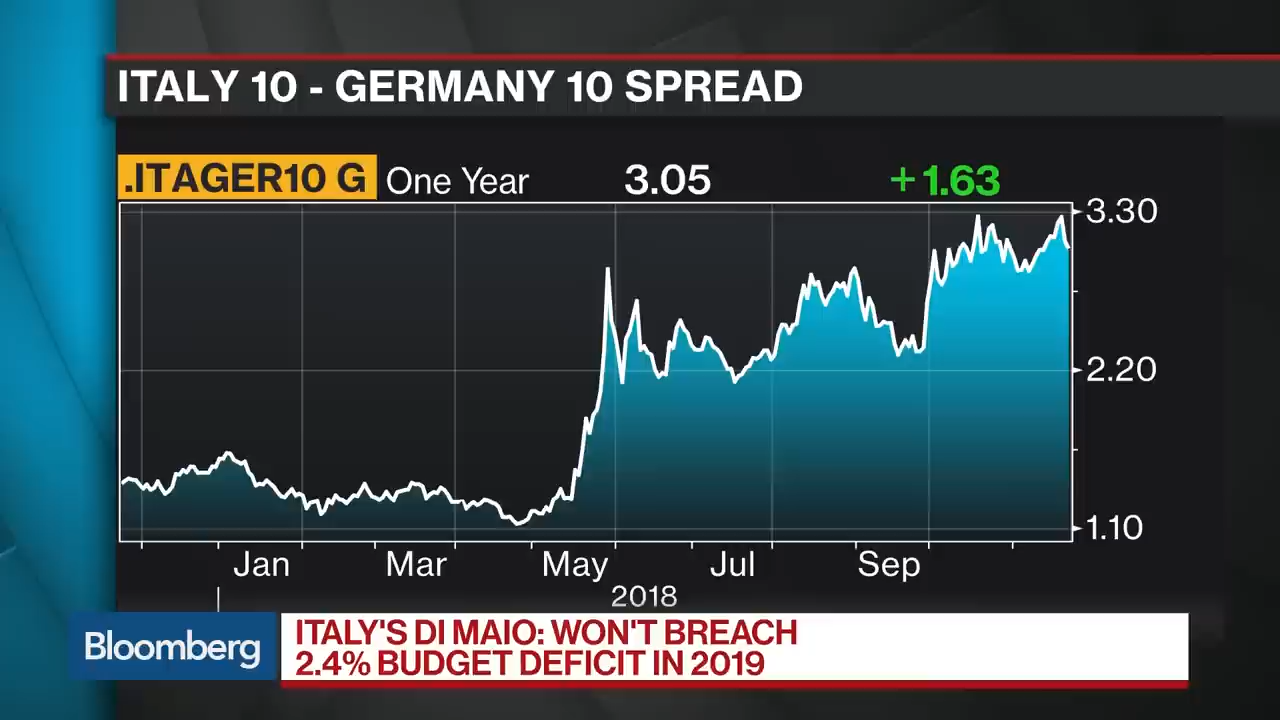 ITALY 10 - GERMANY 10 SPREAD
.ITAGER10 G One Year 3.05 +1.63
3.30
2.20
1.10
Jan Mar May Jul Sep
2018
Bloomberg
ITALY'S DI MAIO: WON'T BREACH
2.4% BUDGET DEFICIT IN 2019